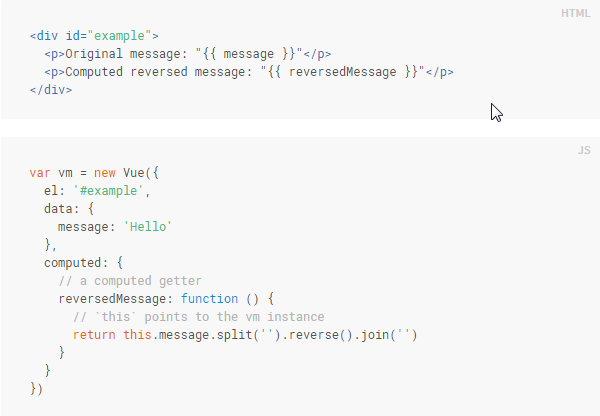 HTML
<div id="example">
  <p>Original message: "{{ message }}"</p>
  <p>Computed reversed message: "{{ reversedMessage }}"</p>
</div>
JS
var vm = new Vue({
  el: '#example',
  data: {
    message: 'Hello'
  },
  computed: {
    // a computed getter
    reversedMessage: function () {
      // `this` points to the vm instance
      return this.message.split('').reverse().join('')
    }
  }
})